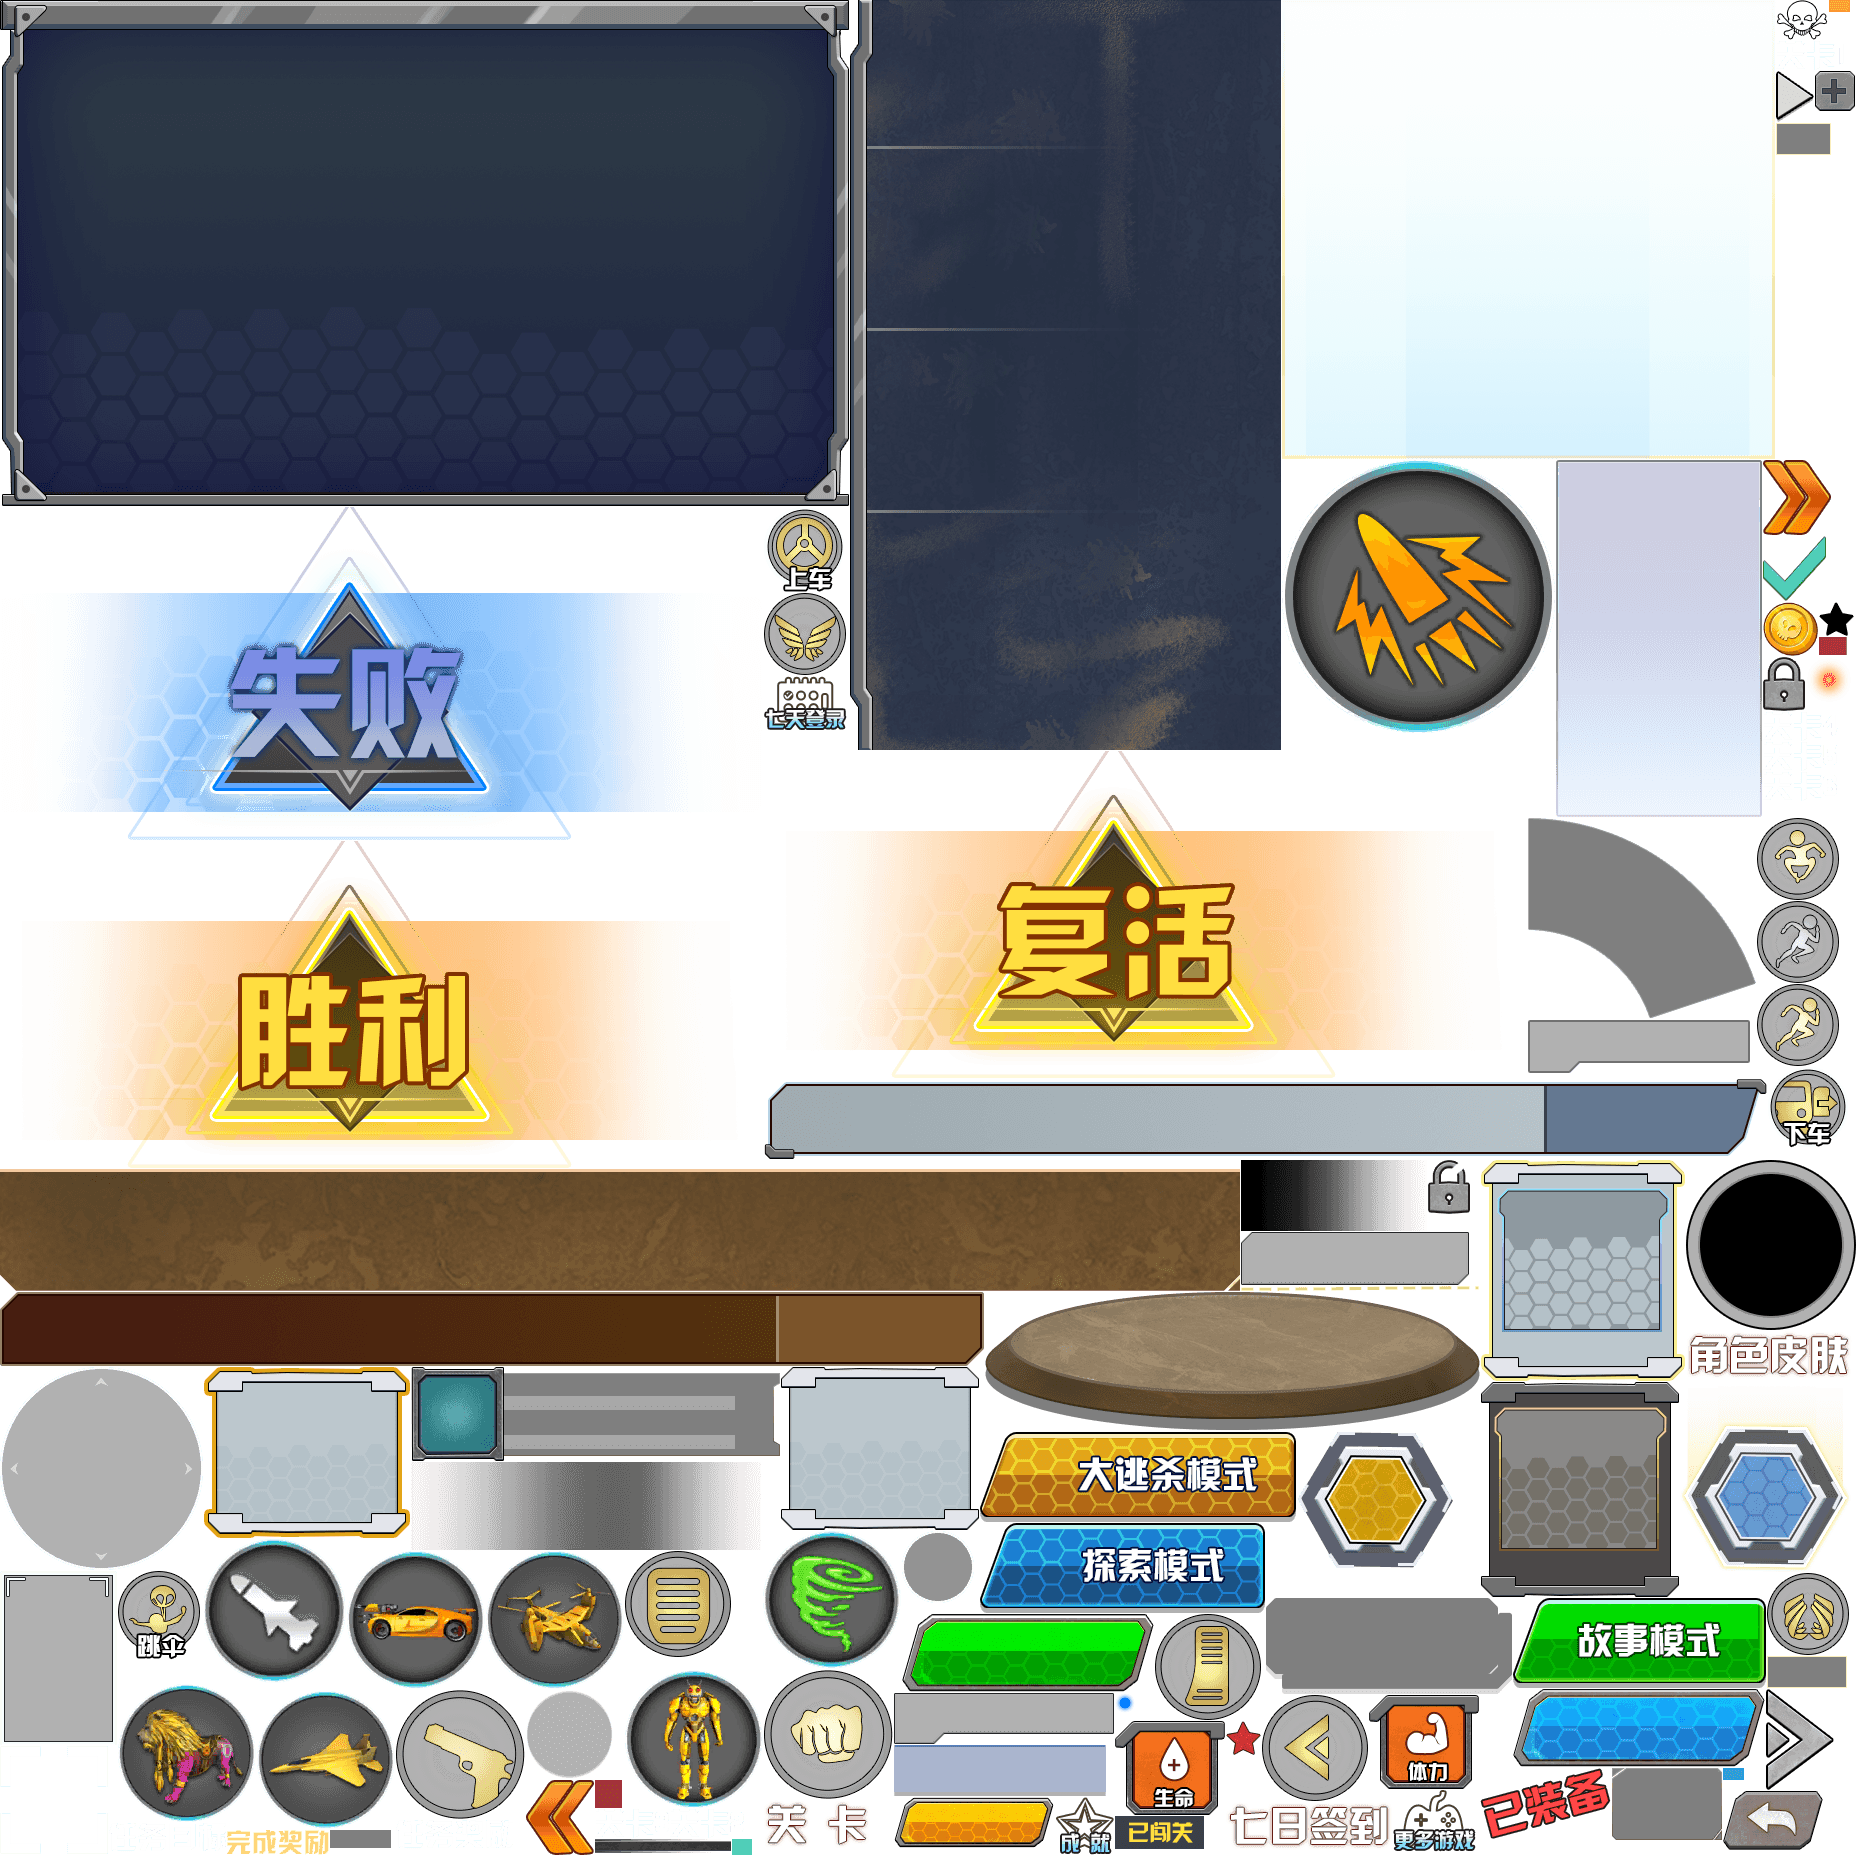 上车
七天登录
失败
复活
胜利
下车
角色皮肤
大逃杀模式
探索模式
跳伞
故事模式
生命
体力
已装备
关卡
成就
已闯关
七日签到
更多游戏
完成奖励